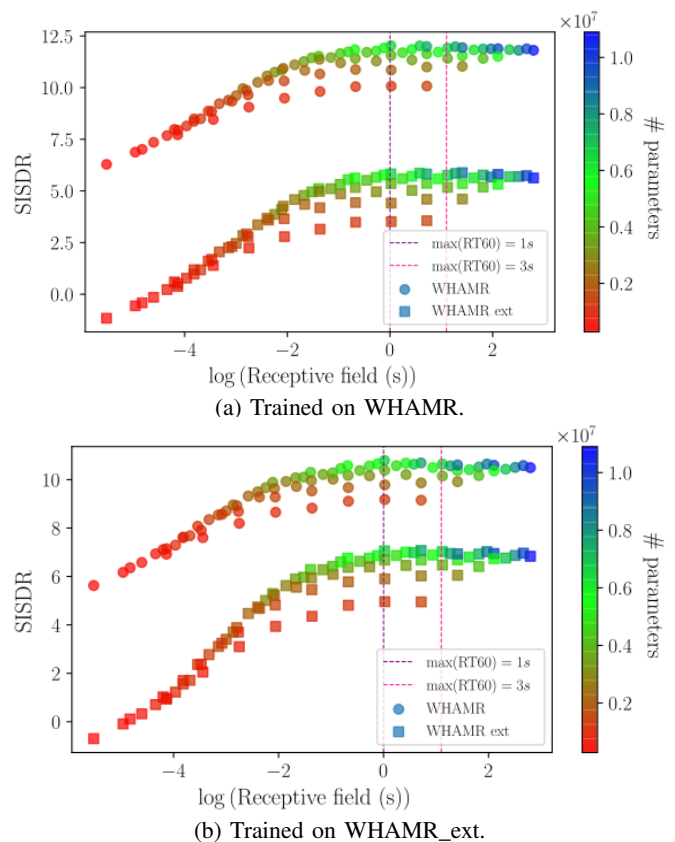 ×10⁷
12.5
10.0
7.5
5.0
2.5
0.0
SISDR
1.0
0.8
0.6
0.4
0.2
# parameters
max(RT60) = 1s
max(RT60) = 3s
WHAMR
WHAMR ext
−4 −2 0 2
log (Receptive field (s))
(a) Trained on WHAMR.
×10⁷
10
8
6
4
2
0
SISDR
1.0
0.8
0.6
0.4
0.2
# parameters
max(RT60) = 1s
max(RT60) = 3s
WHAMR
WHAMR ext
−4 −2 0 2
log (Receptive field (s))
(b) Trained on WHAMR_ext.